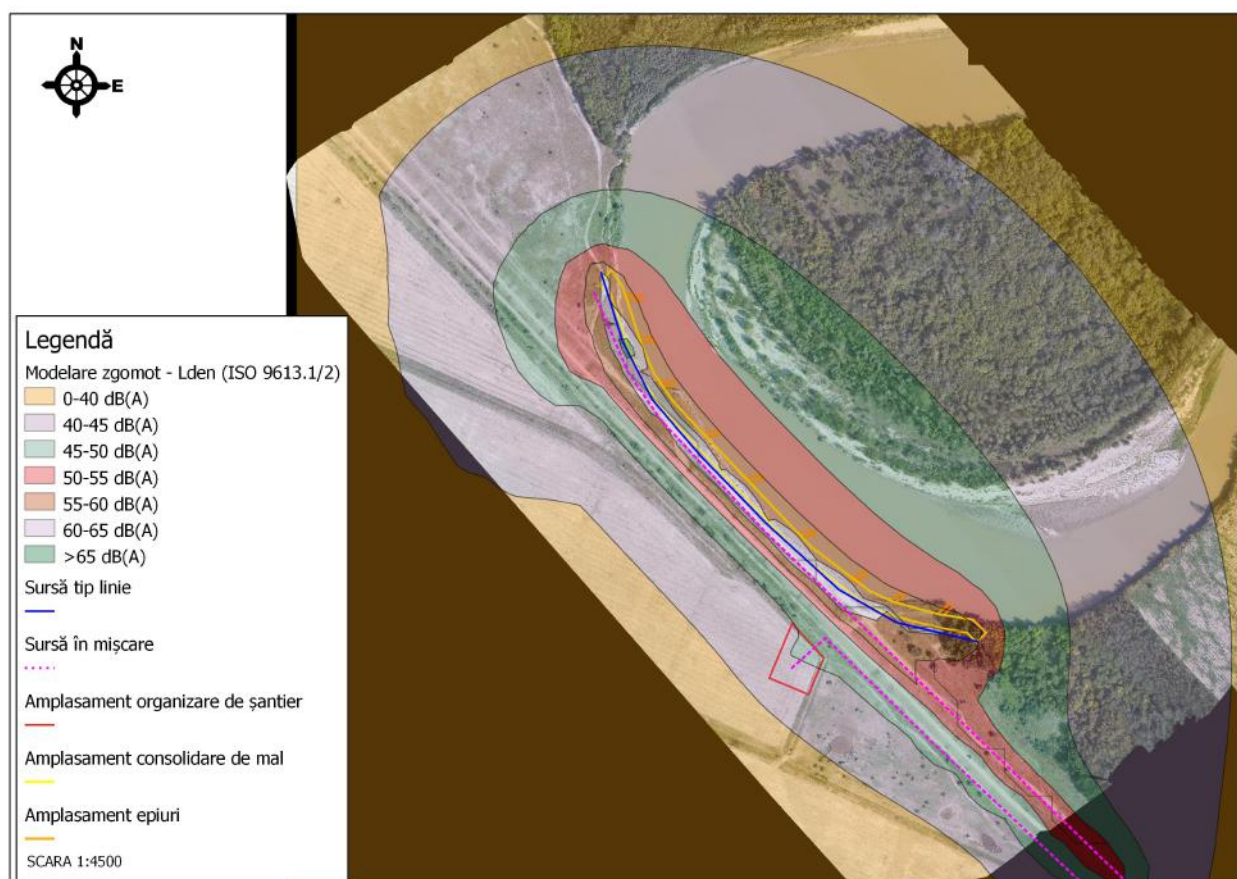 N
E
Legendă
Modelare zgomot - Lden (ISO 9613.1/2)
0-40 dB(A)
40-45 dB(A)
45-50 dB(A)
50-55 dB(A)
55-60 dB(A)
60-65 dB(A)
>65 dB(A)
Sursă tip linie
Sursă în mișcare
Amplasament organizare de șantier
Amplasament consolidare de mal
Amplasament epiuri
SCARA 1:4500